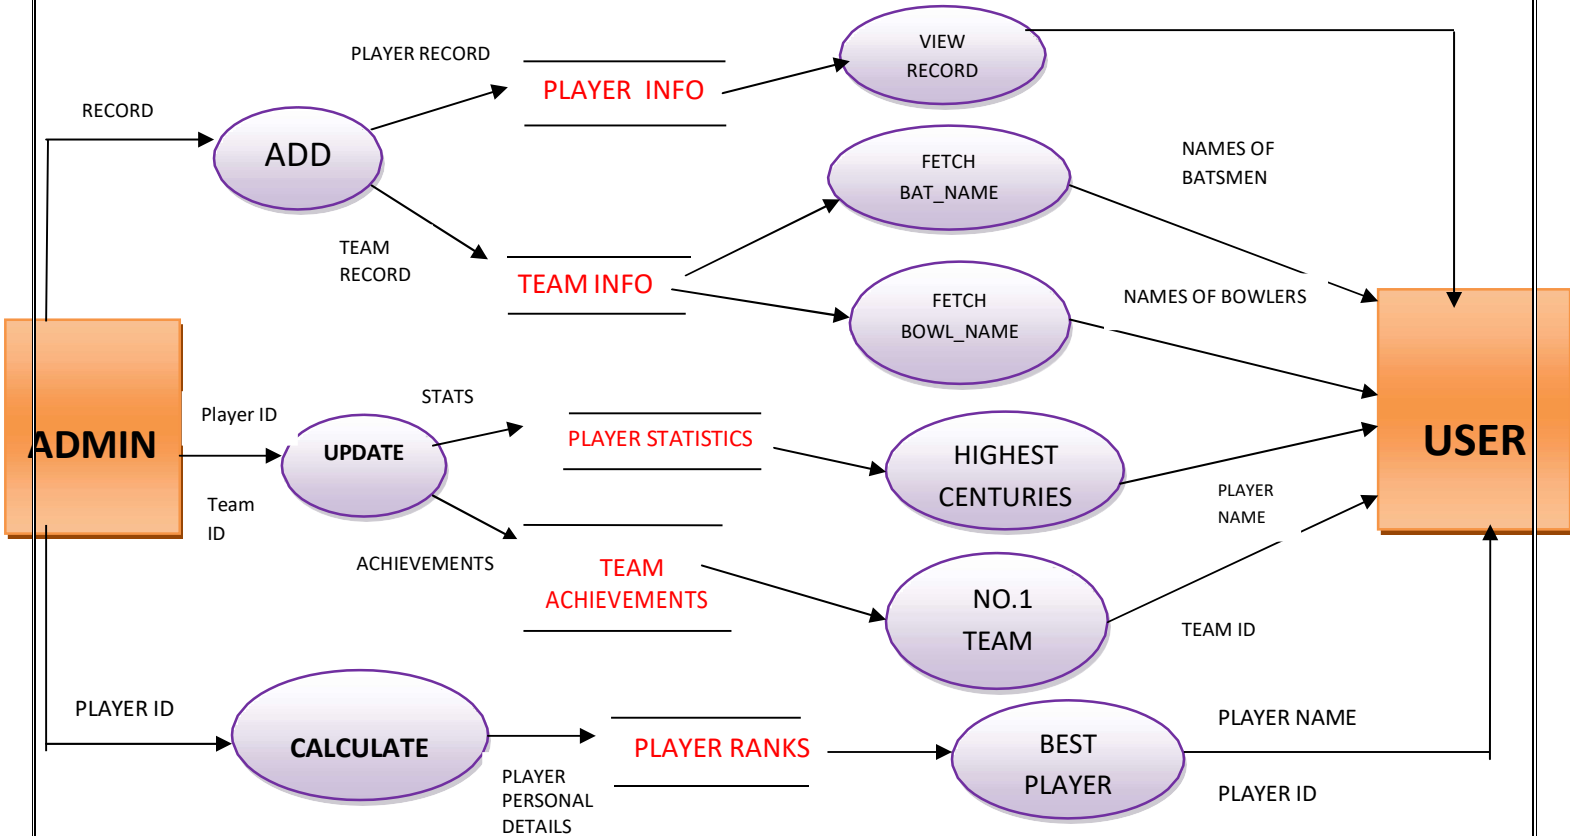 VIEW
RECORD
PLAYER RECORD
PLAYER INFO
RECORD
ADD
FETCH
BAT_NAME
NAMES OF
BATSMEN
TEAM
RECORD
TEAM INFO
FETCH
BOWL_NAME
NAMES OF BOWLERS
ADMIN
Player ID
Team
ID
UPDATE
STATS
PLAYER STATISTICS
HIGHEST
CENTURIES
USER
PLAYER
NAME
ACHIEVEMENTS
TEAM
ACHIEVEMENTS
NO.1
TEAM
TEAM ID
PLAYER ID
CALCULATE
PLAYER
PERSONAL
DETAILS
PLAYER RANKS
BEST
PLAYER
PLAYER NAME
PLAYER ID